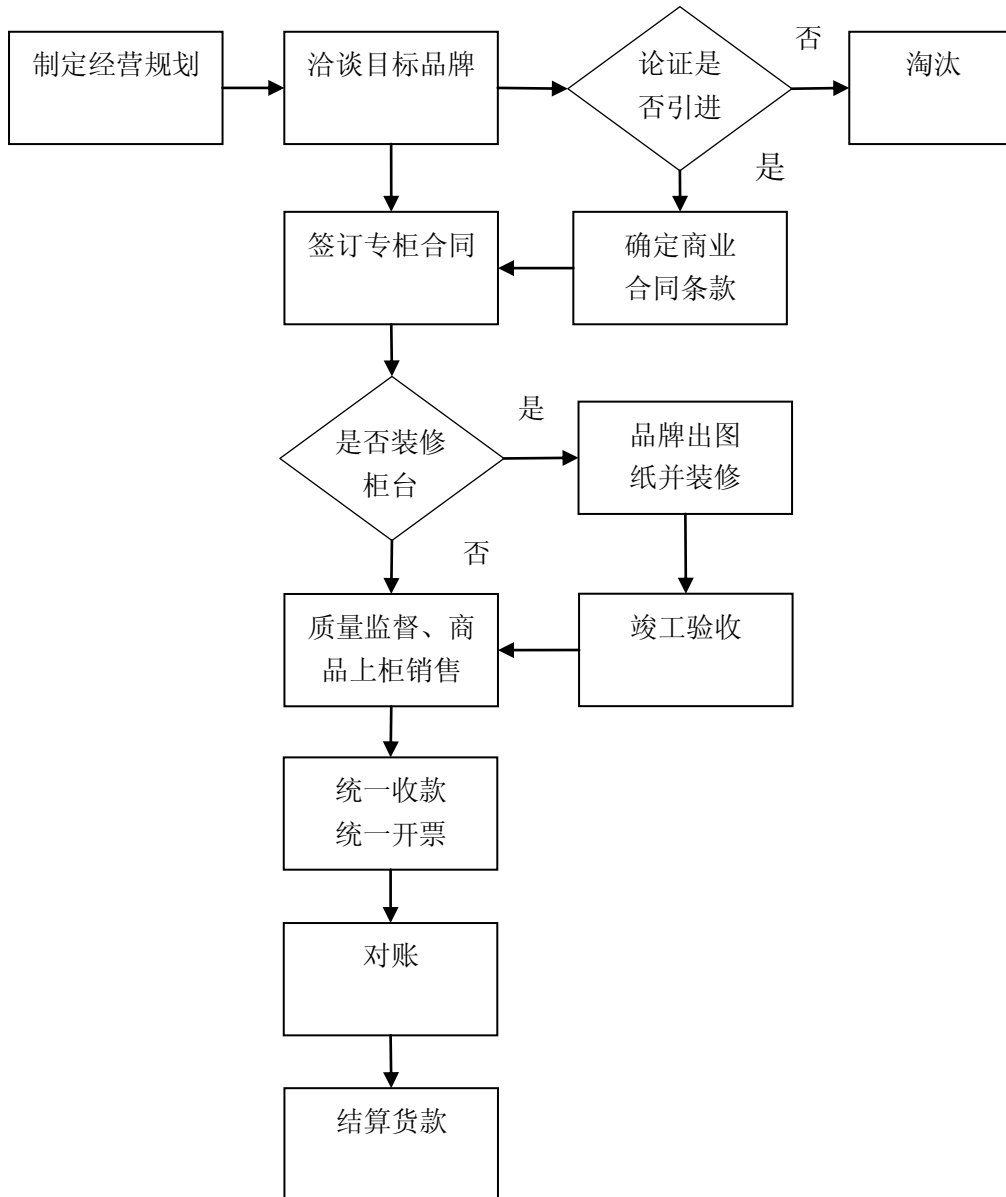 制定经营规划
洽谈目标品牌
论证是
否引进
否
淘汰
是
签订专柜合同
确定商业
合同条款
是否装修
柜台
是
品牌出图
纸并装修
否
质量监督、商
品上柜销售
竣工验收
统一收款
统一开票
对账
结算货款